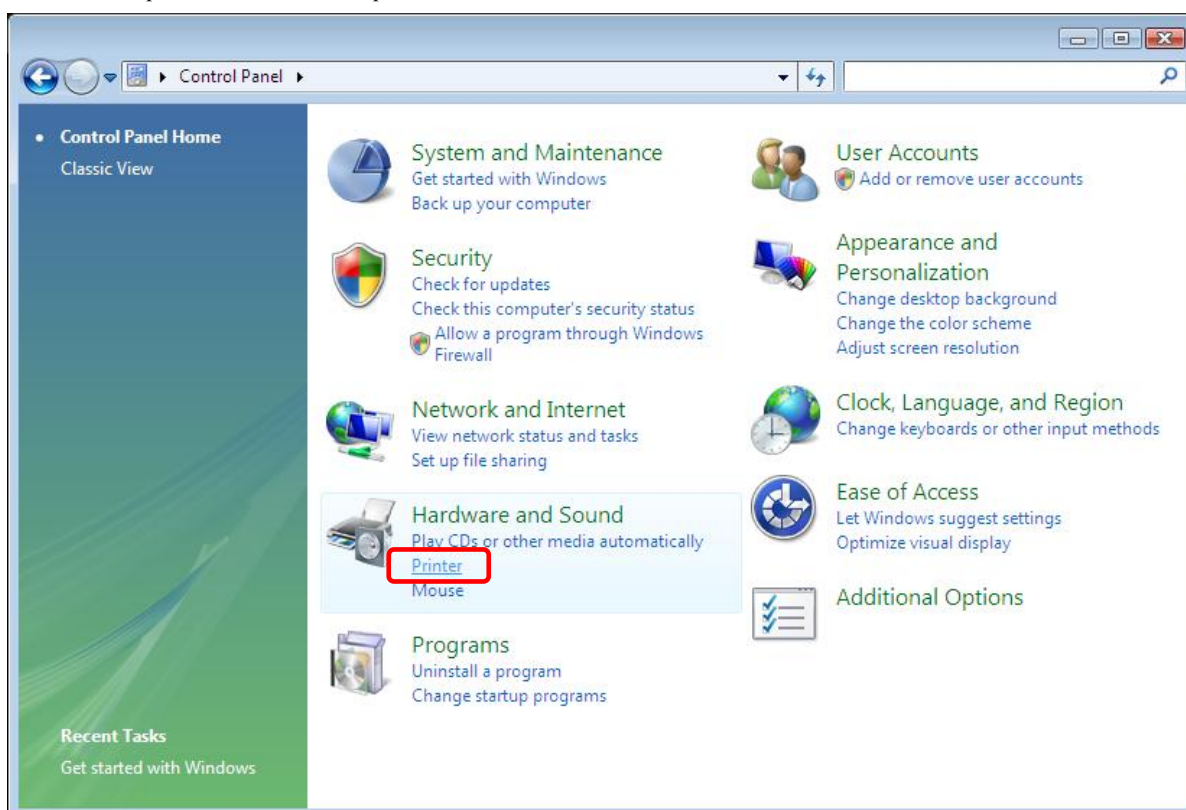 Control Panel
Control Panel Home
Classic View
System and Maintenance
Get started with Windows
Back up your computer
Security
Check for updates
Check this computer's security status
Allow a program through Windows
Firewall
Network and Internet
View network status and tasks
Set up file sharing
Hardware and Sound
Play CDs or other media automatically
Printer
Mouse
Programs
Uninstall a program
Change startup programs
User Accounts
Add or remove user accounts
Appearance and
Personalization
Change desktop background
Change the color scheme
Adjust screen resolution
Clock, Language, and Region
Change keyboards or other input methods
Ease of Access
Let Windows suggest settings
Optimize visual display
Additional Options
Recent Tasks
Get started with Windows